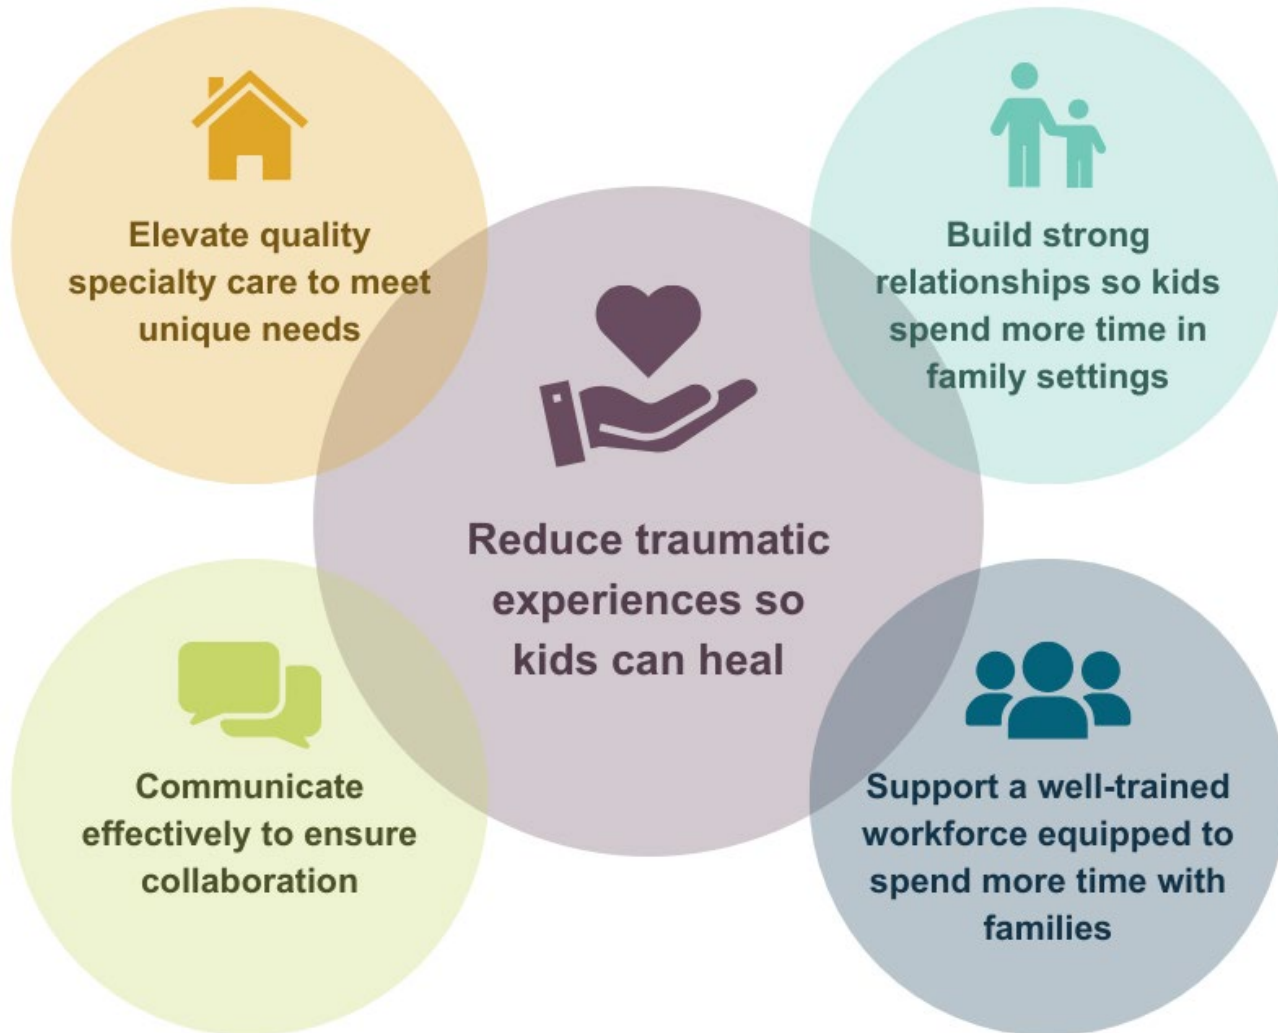 Elevate quality
specialty care to meet
unique needs
Build strong
relationships so kids
spend more time in
family settings
Reduce traumatic
experiences so
kids can heal
Communicate
effectively to ensure
collaboration
Support a well-trained
workforce equipped to
spend more time with
families